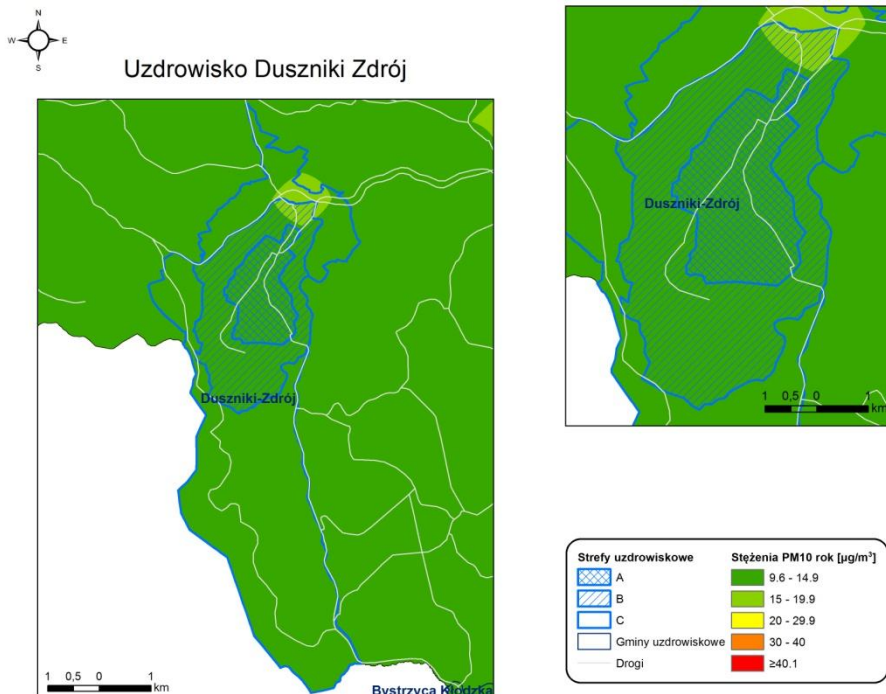 N
W E
S
Uzdrowisko Duszniki Zdrój
Duszniki-Zdrój
Bystrzyca Kłodzka
1 0,5 0 1
km
Duszniki-Zdrój
1 0,5 0 1
km
Strefy uzdrowiskowe
A
B
C
Gminy uzdrowiskowe
Drogi
Stężenia PM10 rok [µg/m³]
9.6 - 14.9
15 - 19.9
20 - 29.9
30 - 40
≥40.1